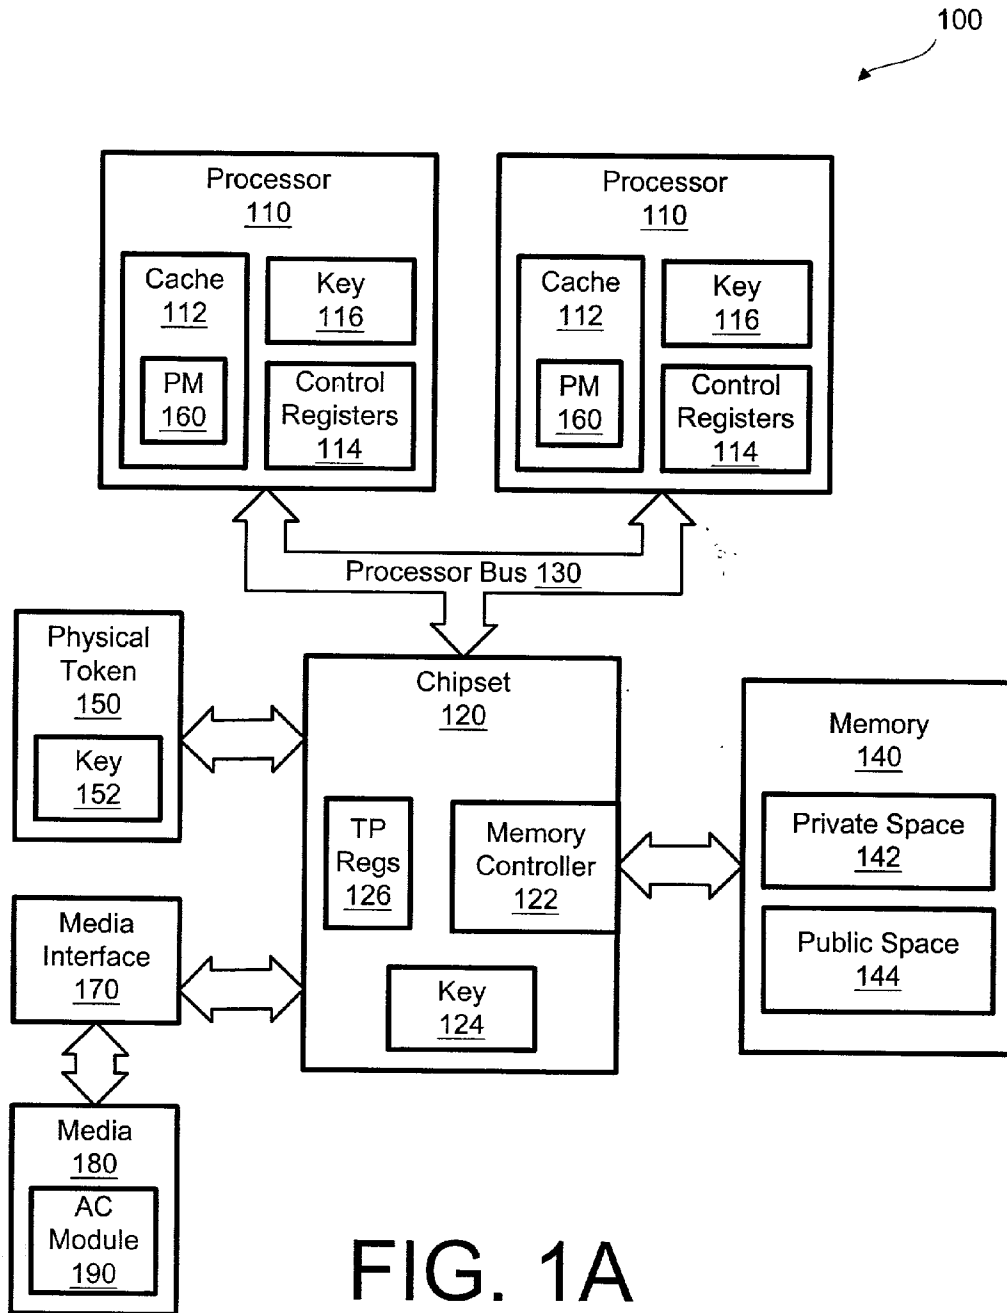 100
Processor
110
Cache
112
PM
160
Key
116
Control
Registers
114
Processor
110
Cache
112
PM
160
Key
116
Control
Registers
114
Processor Bus 130
Physical
Token
150
Key
152
Chipset
120
TP
Regs
126
Memory
Controller
122
Key
124
Memory
140
Private Space
142
Public Space
144
Media
Interface
170
Media
180
AC
Module
190
FIG. 1A